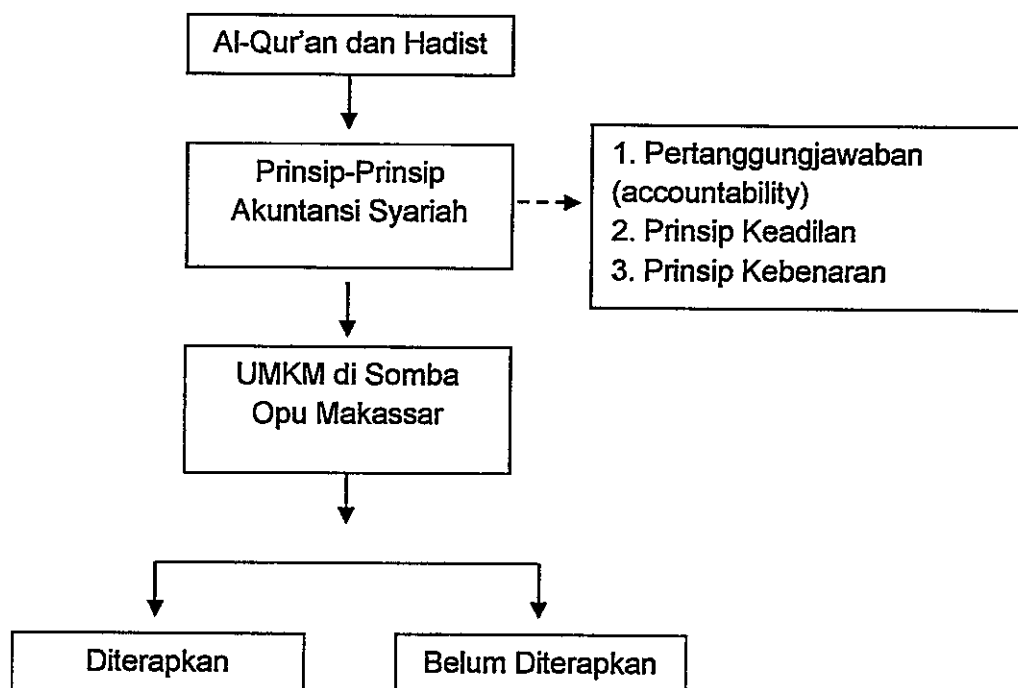 Al-Qur'an dan Hadist
Prinsip-Prinsip
Akuntansi Syariah
1. Pertanggungjawaban
(accountability)
2. Prinsip Keadilan
3. Prinsip Kebenaran
UMKM di Somba
Opu Makassar
Diterapkan
Belum Diterapkan